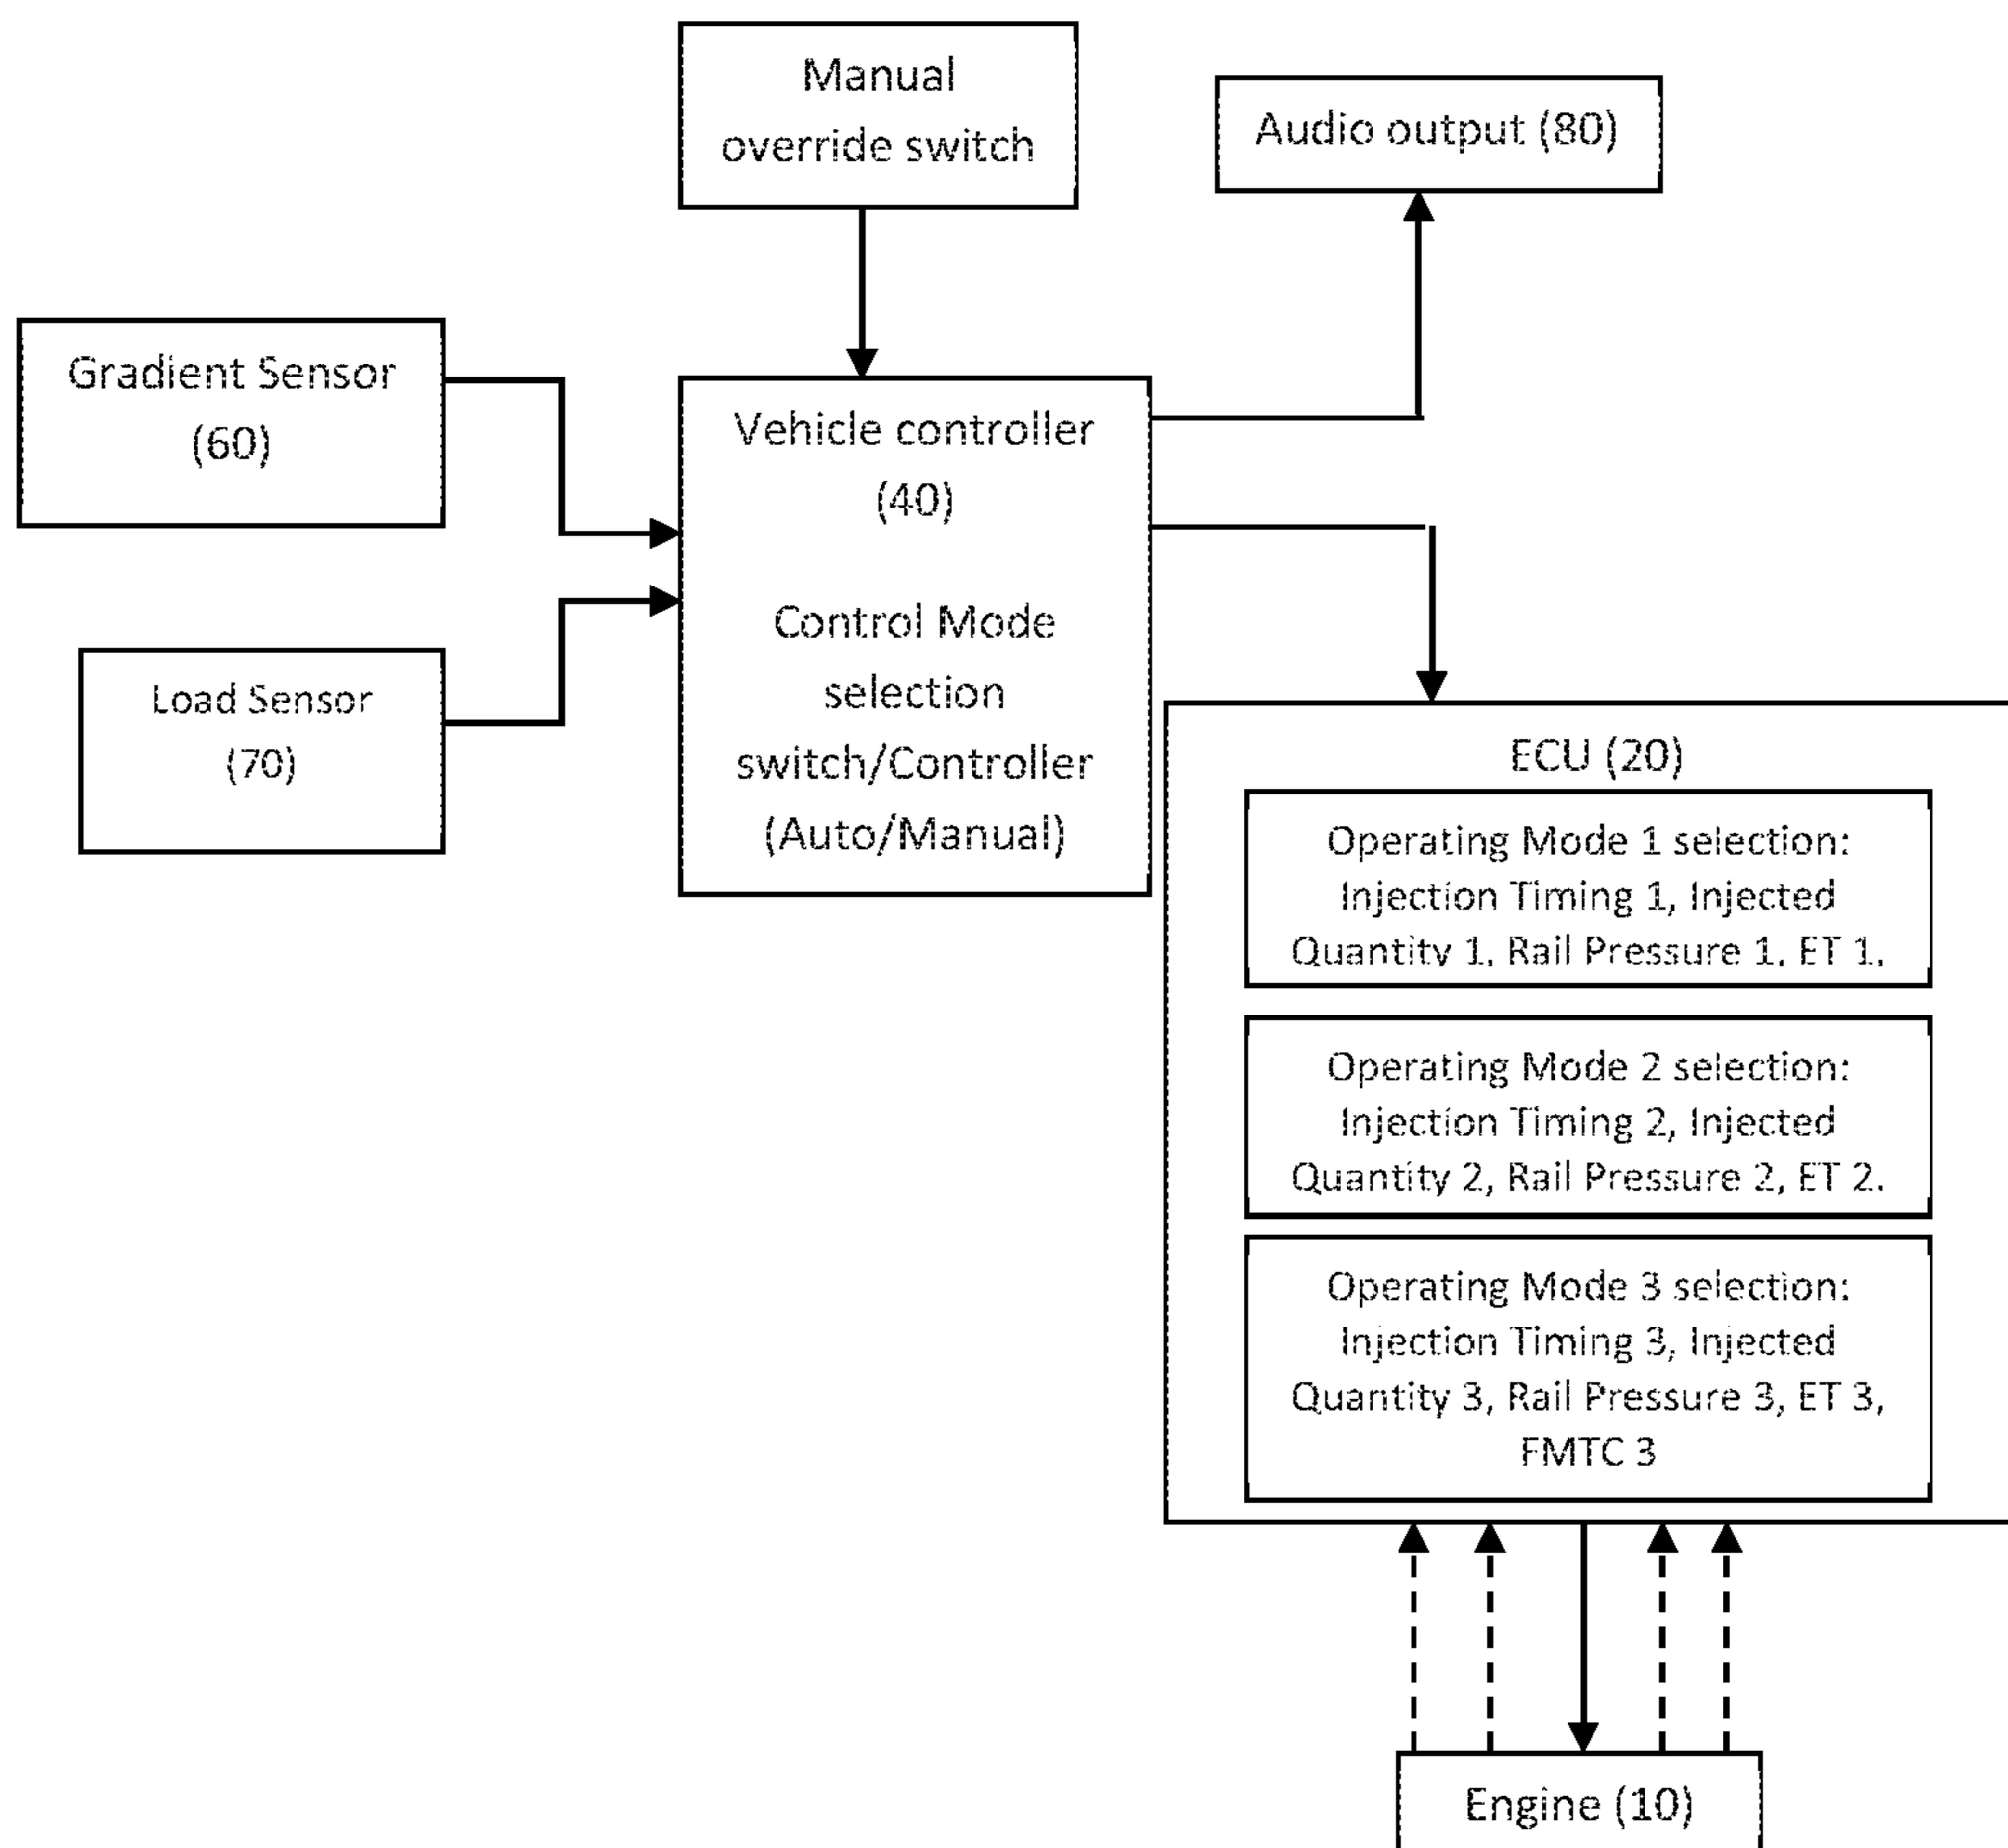 Manual
override switch
Audio output (80)
Gradient Sensor
(60)
Vehicle controller
(40)
Control Mode
selection
switch/Controller
(Auto/Manual)
Load Sensor
(70)
ECU (20)
Operating Mode 1 selection:
Injection Timing 1, Injected
Quantity 1, Rail Pressure 1, ET 1,
Operating Mode 2 selection:
Injection Timing 2, Injected
Quantity 2, Rail Pressure 2, ET 2,
Operating Mode 3 selection:
Injection Timing 3, Injected
Quantity 3, Rail Pressure 3, ET 3,
FMTC 3
Engine (10)